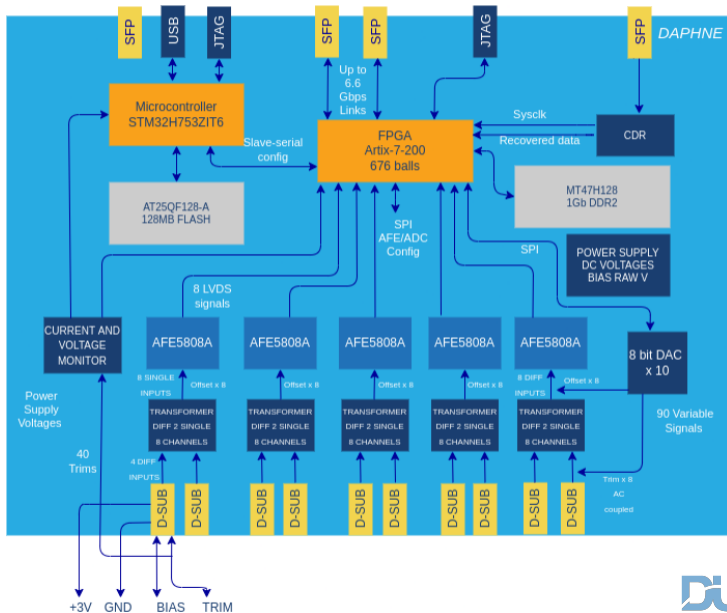 SFP
USB
JTAG
SFP
SFP
JTAG
SFP
DAPHNE
Microcontroller
STM32H753ZIT6
Up to
6.6
Gbps
Links
FPGA
Artix-7-200
676 balls
Sysclk
Recovered data
CDR
Slave-serial
config
AT25QF128-A
128MB FLASH
MT47H128
1Gb DDR2
SPI
AFE/ADC
Config
SPI
POWER SUPPLY
DC VOLTAGES
BIAS RAW V
8 LVDS
signals
CURRENT AND
VOLTAGE
MONITOR
AFE5808A
AFE5808A
AFE5808A
AFE5808A
AFE5808A
8 bit DAC
x 10
8 SINGLE
INPUTS
Offset x 8
Offset x 8
Offset x 8
Offset x 8
8 DIFF
INPUTS
Offset x 8
Power
Supply
Voltages
TRANSFORMER
DIFF 2 SINGLE
8 CHANNELS
TRANSFORMER
DIFF 2 SINGLE
8 CHANNELS
TRANSFORMER
DIFF 2 SINGLE
8 CHANNELS
TRANSFORMER
DIFF 2 SINGLE
8 CHANNELS
TRANSFORMER
DIFF 2 SINGLE
8 CHANNELS
90 Variable
Signals
40
Trims
4 DIFF
INPUTS
Trim x 8
AC
coupled
D-SUB
D-SUB
D-SUB
D-SUB
D-SUB
D-SUB
D-SUB
D-SUB
D-SUB
D-SUB
+3V
GND
BIAS
TRIM